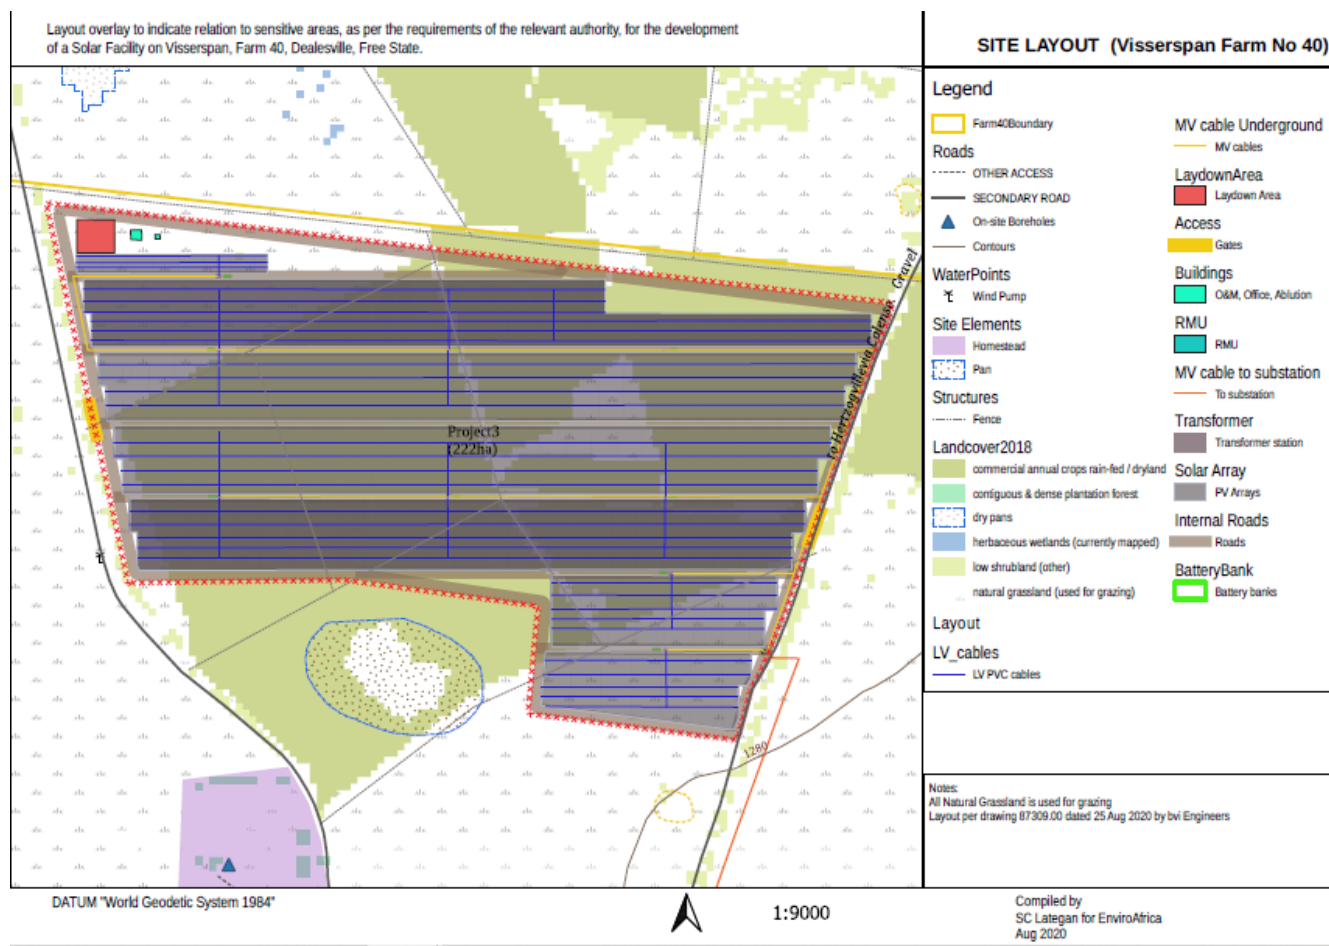 Layout overlay to indicate relation to sensitive areas, as per the requirements of the relevant authority, for the development
of a Solar Facility on Visserspan, Farm 40, Dealesville, Free State.
SITE LAYOUT (Visserspan Farm No 40)
Legend
Farm40Boundary
Roads
OTHER ACCESS
SECONDARY ROAD
On-site Boreholes
Contours
WaterPoints
Wind Pump
Site Elements
Homestead
Pan
Structures
Fence
Landcover2018
commercial annual crops rain-fed / dryland
contiguous & dense plantation forest
dry pans
herbaceous wetlands (currently mapped)
low shrubland (other)
natural grassland (used for grazing)
Layout
LV_cables
LV PVC cables
MV cable Underground
MV cables
LaydownArea
Laydown Area
Access
Gates
Buildings
O&M, Office, Ablution
RMU
RMU
MV cable to substation
To substation
Transformer
Transformer station
Solar Array
PV Arrays
Internal Roads
Roads
BatteryBank
Battery banks
To Hertzogvillevia Colenso, Gravel
Project3
(222ha)
1280
Notes:
All Natural Grassland is used for grazing
Layout per drawing 87309.00 dated 25 Aug 2020 by bvi Engineers
DATUM "World Geodetic System 1984"
1:9000
Compiled by
SC Lategan for EnviroAfrica
Aug 2020